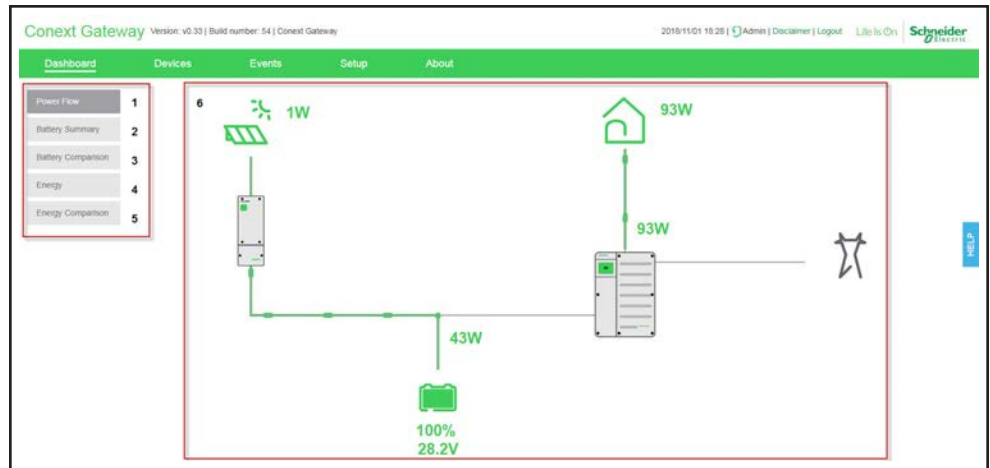 Conext Gateway Version: v0.33 | Build number: 54 | Conext Gateway
2018/11/01 18:28 | Admin | Disclaimer | Logout Life Is On Schneider Electric
Dashboard Devices Events Setup About
Power Flow 1
Battery Summary 2
Battery Comparison 3
Energy 4
Energy Comparison 5
6
1W
93W
93W
43W
100%
28.2V
HELP